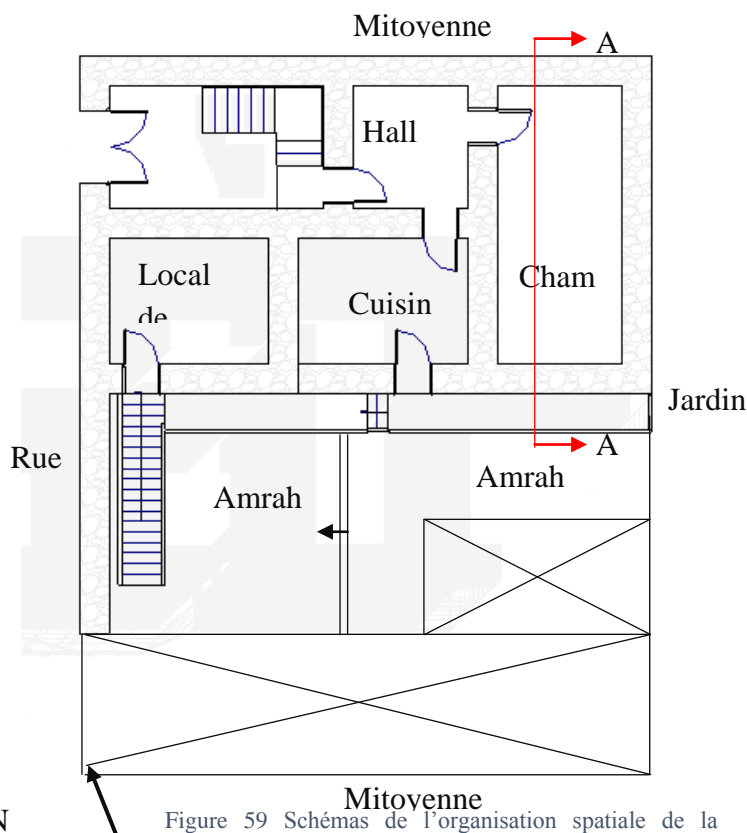 Mitoyenne
A
Hall
Local
de
Cuisin
Cham
Jardin
A
Rue
Amrah
Amrah
Mitoyenne
N
Figure 59 Schémas de l'organisation spatiale de la